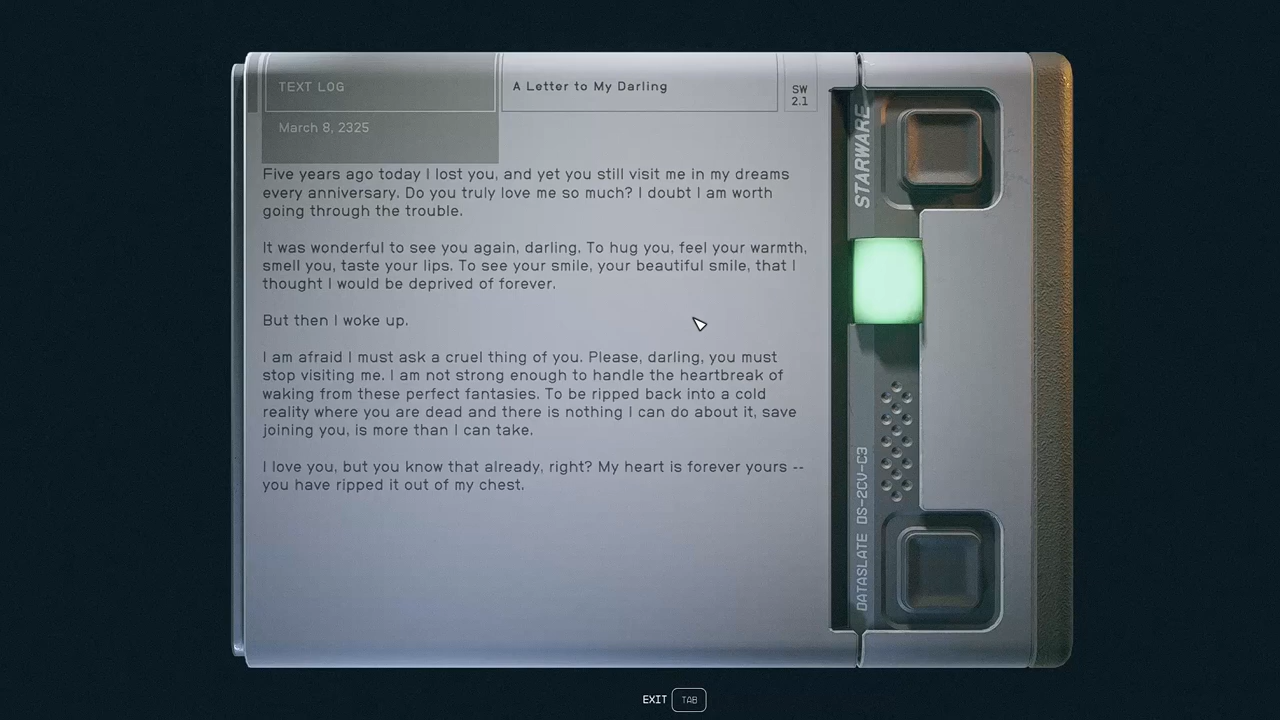 TEXT LOG
A Letter to My Darling
SW
2.1
March 8, 2325
Five years ago today I lost you, and yet you still visit me in my dreams
every anniversary. Do you truly love me so much? I doubt I am worth
going through the trouble.
It was wonderful to see you again, darling. To hug you, feel your warmth,
smell you, taste your lips. To see your smile, your beautiful smile, that I
thought I would be deprived of forever.
But then I woke up.
I am afraid I must ask a cruel thing of you. Please, darling, you must
stop visiting me. I am not strong enough to handle the heartbreak of
waking from these perfect fantasies. To be ripped back into a cold
reality where you are dead and there is nothing I can do about it, save
joining you, is more than I can take.
I love you, but you know that already, right? My heart is forever yours --
you have ripped it out of my chest.
STARWARE
DATASLATE DS-2CV-C3
EXIT TAB